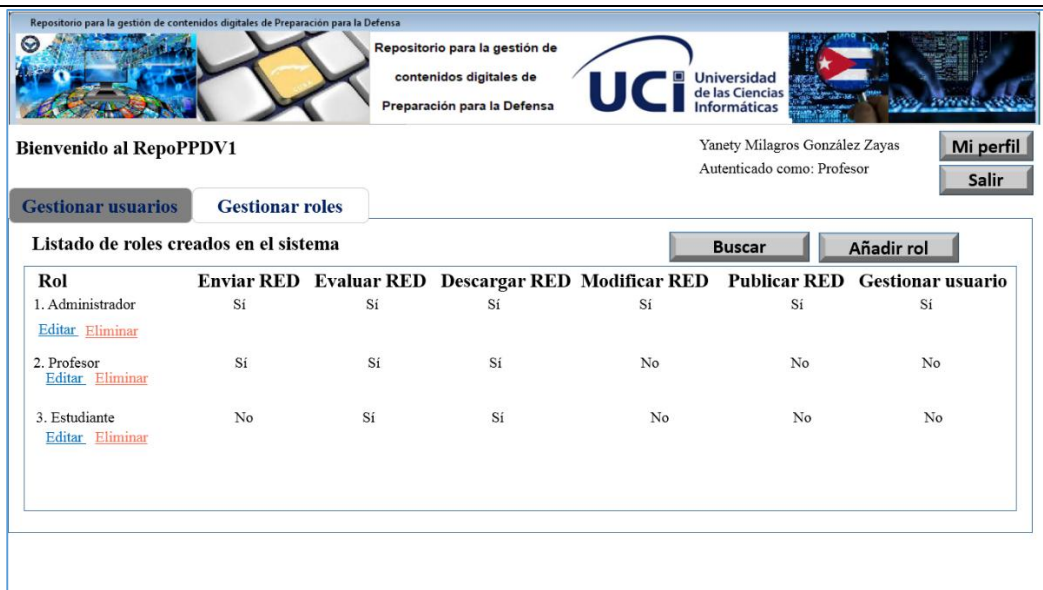 Repositorio para la gestión de contenidos digitales de Preparación para la Defensa
Repositorio para la gestión de
contenidos digitales de
Preparación para la Defensa
UCi Universidad
de las Ciencias
Informáticas
Bienvenido al RepoPPDV1
Yanety Milagros González Zayas
Autenticado como: Profesor
Mi perfil
Salir
Gestionar usuarios Gestionar roles
Listado de roles creados en el sistema Buscar Añadir rol
Rol Enviar RED Evaluar RED Descargar RED Modificar RED Publicar RED Gestionar usuario
1. Administrador Sí Sí Sí Sí Sí Sí
Editar Eliminar
2. Profesor Sí Sí Sí No No No
Editar Eliminar
3. Estudiante No Sí Sí No No No
Editar Eliminar